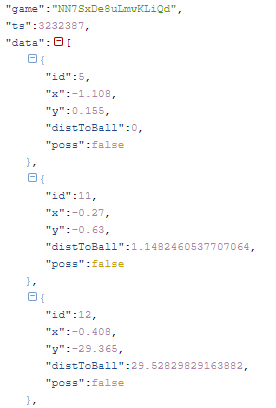 "game":"NN7SxDe8uLmvKLiQd",
"ts":3232387,
"data":[
{
"id":5,
"x":-1.108,
"y":0.155,
"distToBall":0,
"poss":false
},
{
"id":11,
"x":-0.27,
"y":-0.63,
"distToBall":1.1482460537707064,
"poss":false
},
{
"id":12,
"x":-0.408,
"y":-29.365,
"distToBall":29.52829829163882,
"poss":false
},